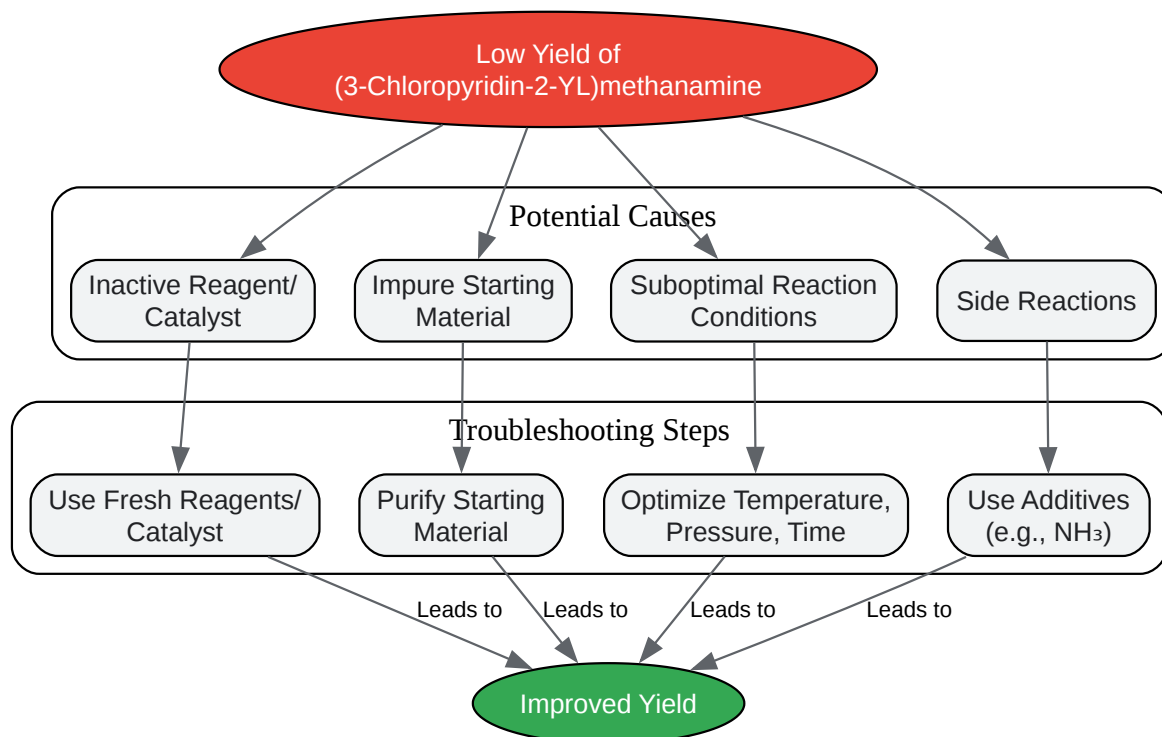 Low Yield of
(3-Chloropyridin-2-YL)methanamine
Potential Causes
Inactive Reagent/
Catalyst
Impure Starting
Material
Suboptimal Reaction
Conditions
Side Reactions
Troubleshooting Steps
Use Fresh Reagents/
Catalyst
Purify Starting
Material
Optimize Temperature,
Pressure, Time
Use Additives
(e.g., NH₃)
Leads to
Leads to
Leads to
Leads to
Improved Yield